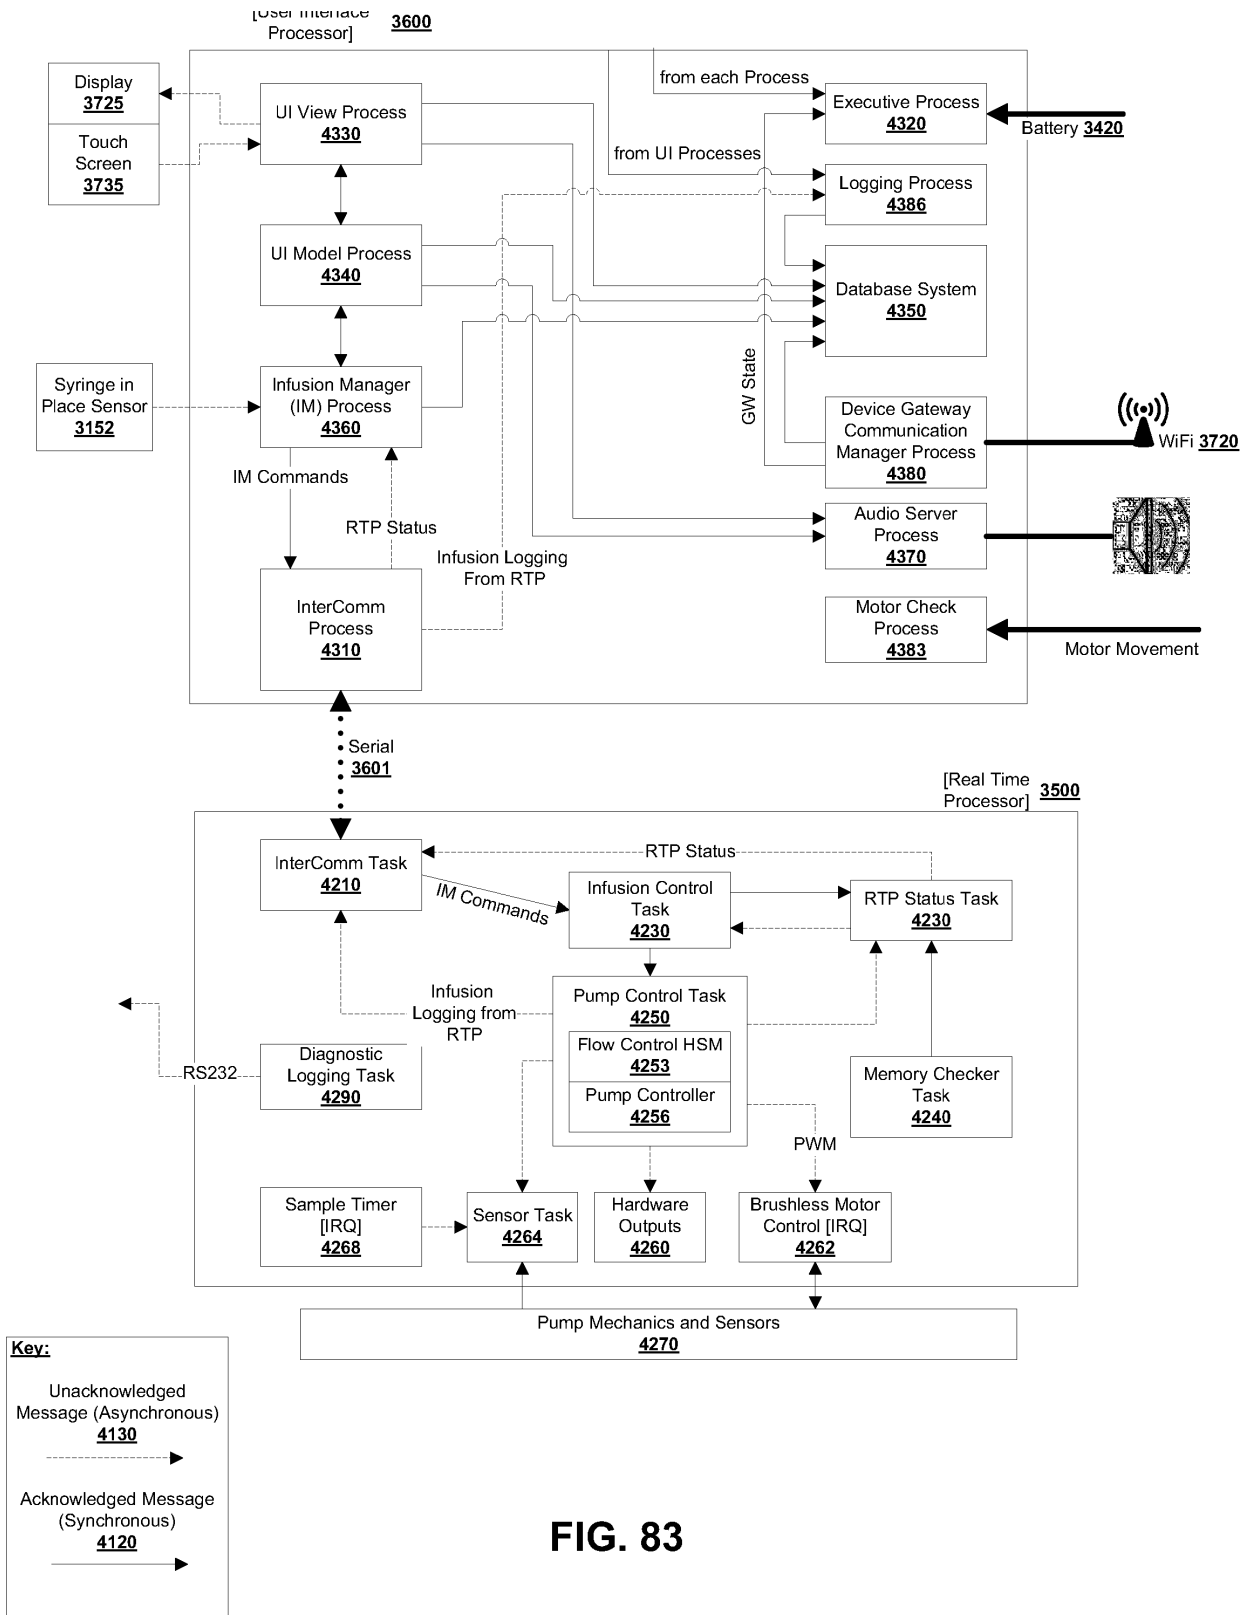 [User Interface
Processor]
3600
Display
3725
Touch
Screen
3735
UI View Process
4330
from each Process
Executive Process
4320
Battery 3420
from UI Processes
Logging Process
4386
UI Model Process
4340
Database System
4350
Syringe in
Place Sensor
3152
Infusion Manager
(IM) Process
4360
GW State
Device Gateway
Communication
Manager Process
4380
WiFi 3720
IM Commands
RTP Status
Infusion Logging
From RTP
Audio Server
Process
4370
InterComm
Process
4310
Motor Check
Process
4383
Motor Movement
Serial
3601
[Real Time
Processor]
3500
InterComm Task
4210
RTP Status
IM Commands
Infusion Control
Task
4230
RTP Status Task
4230
Infusion
Logging from
RTP
Pump Control Task
4250
Flow Control HSM
4253
Pump Controller
4256
RS232
Diagnostic
Logging Task
4290
Memory Checker
Task
4240
PWM
Sample Timer
[IRQ]
4268
Sensor Task
4264
Hardware
Outputs
4260
Brushless Motor
Control [IRQ]
4262
Pump Mechanics and Sensors
4270
Key:
Unacknowledged
Message (Asynchronous)
4130
Acknowledged Message
(Synchronous)
4120
FIG. 83